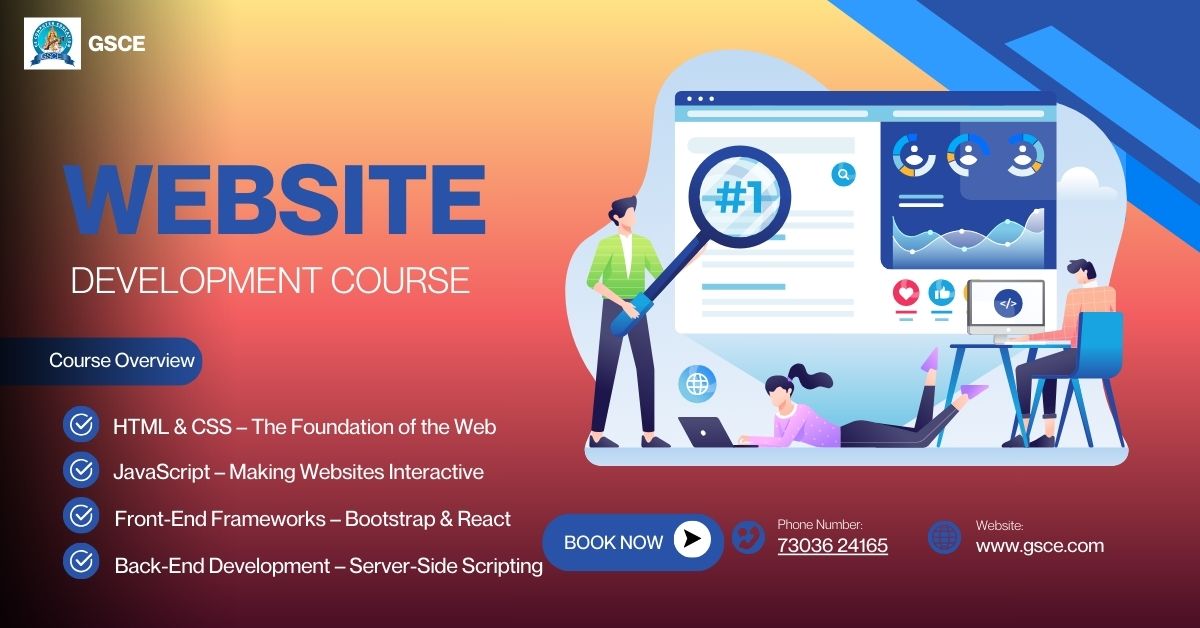 GSCE
GSCE
WEBSITE
DEVELOPMENT COURSE
Course Overview
HTML & CSS – The Foundation of the Web
JavaScript – Making Websites Interactive
Front-End Frameworks – Bootstrap & React
Back-End Development – Server-Side Scripting
#1
</>
BOOK NOW
Phone Number:
73036 24165
Website:
www.gsce.com